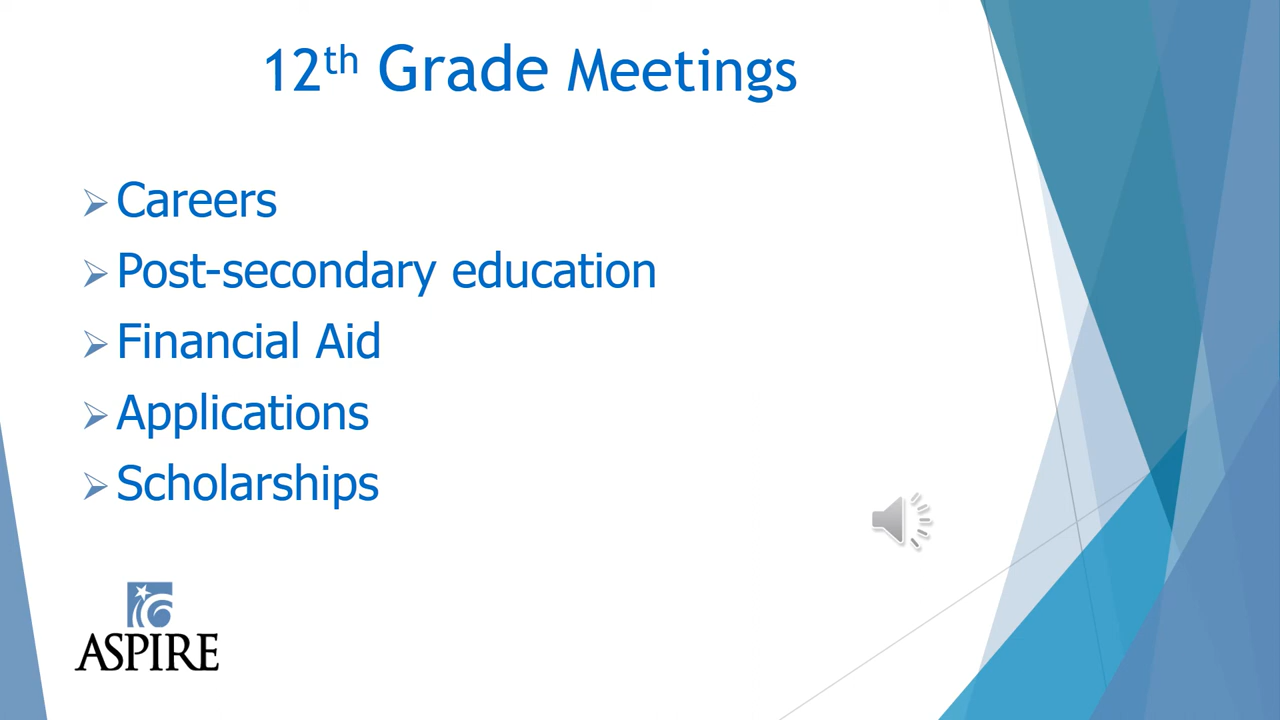 12th Grade Meetings
Careers
Post-secondary education
Financial Aid
Applications
Scholarships
ASPIRE